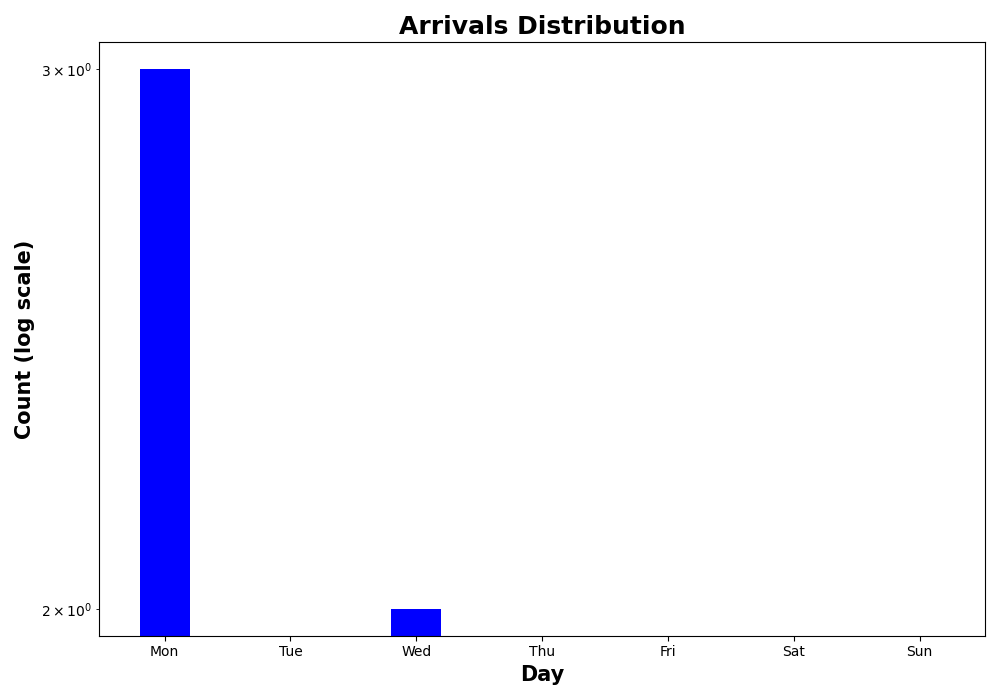 Arrivals Distribution
3 × 10⁰
2 × 10⁰
Count (log scale)
Mon Tue Wed Thu Fri Sat Sun
Day